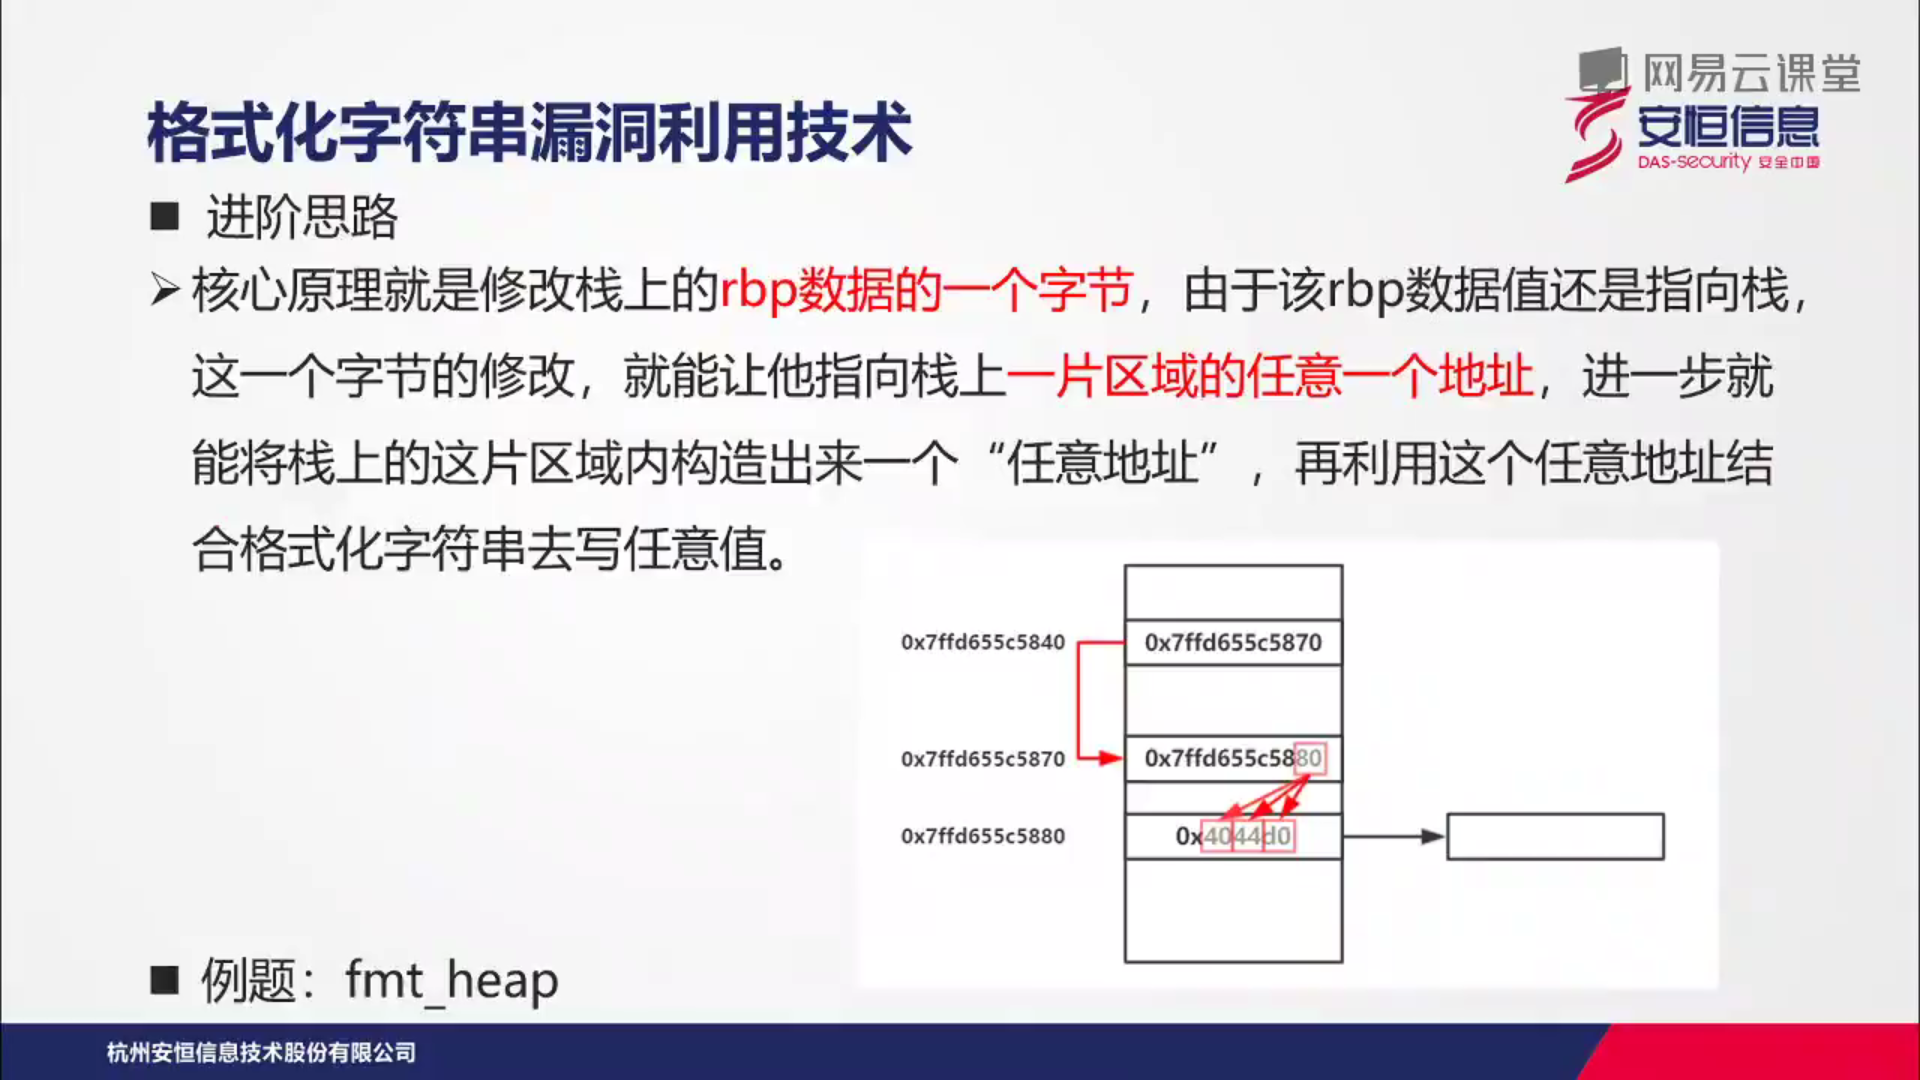 网易云课堂
安恒信息
DAS-security 安全中国
格式化字符串漏洞利用技术
■ 进阶思路
➢ 核心原理就是修改栈上的rbp数据的一个字节，由于该rbp数据值还是指向栈，
这一个字节的修改，就能让他指向栈上一片区域的任意一个地址，进一步就
能将栈上的这片区域内构造出来一个“任意地址”，再利用这个任意地址结
合格式化字符串去写任意值。
0x7ffd655c5840 0x7ffd655c5870
0x7ffd655c5870 0x7ffd655c5880
0x7ffd655c5880 0x4044d0
■ 例题：fmt_heap
杭州安恒信息技术股份有限公司